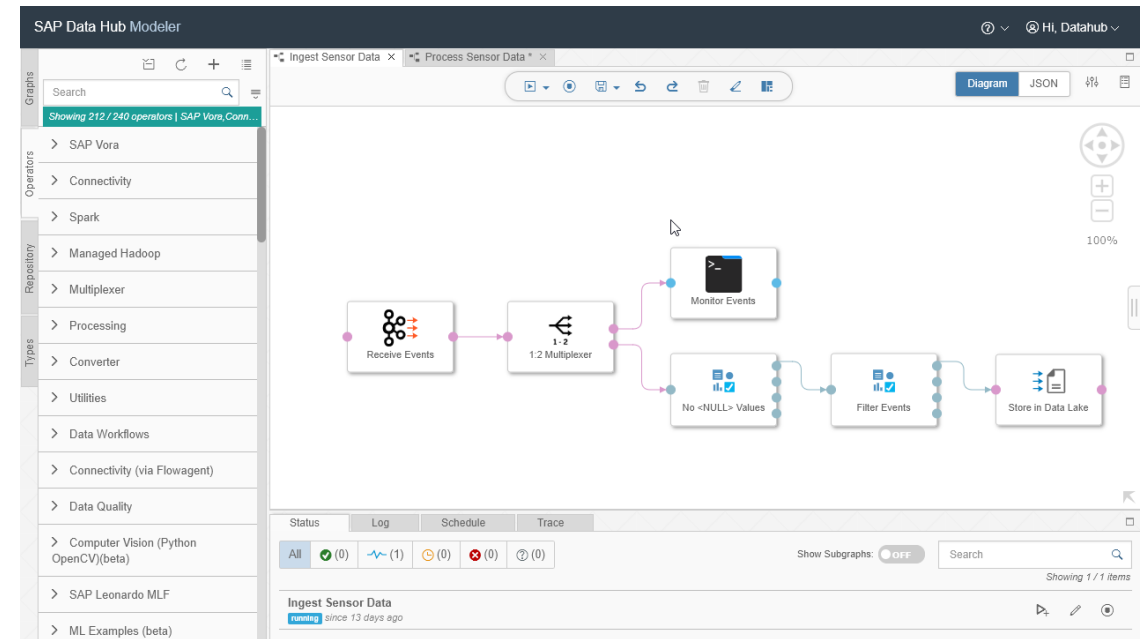 SAP Data Hub Modeler
Hi, Datahub
Graphs
Operators
Repository
Types
Search
Showing 212 / 240 operators | SAP Vora,Conn...
SAP Vora
Connectivity
Spark
Managed Hadoop
Multiplexer
Processing
Converter
Utilities
Data Workflows
Connectivity (via Flowagent)
Data Quality
Computer Vision (Python
OpenCV)(beta)
SAP Leonardo MLF
ML Examples (beta)
Ingest Sensor Data ×
Process Sensor Data * ×
Diagram
JSON
100%
>_
Monitor Events
Receive Events
1-2
1:2 Multiplexer
No <NULL> Values
Filter Events
Store in Data Lake
Status
Log
Schedule
Trace
All
(0)
(1)
(0)
(0)
(0)
Show Subgraphs:
OFF
Search
Showing 1 / 1 items
Ingest Sensor Data
running since 13 days ago